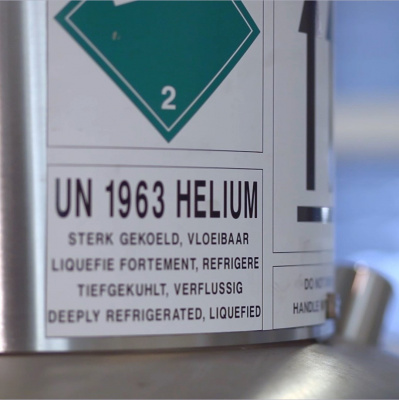 2
UN 1963 HELIUM
STERK GEKOELD, VLOEIBAAR
LIQUEFIE FORTEMENT, REFRIGERE
TIEFGEKUHLT, VERFLUSSIG
DEEPLY REFRIGERATED, LIQUEFIED
DO NOT
HANDLE